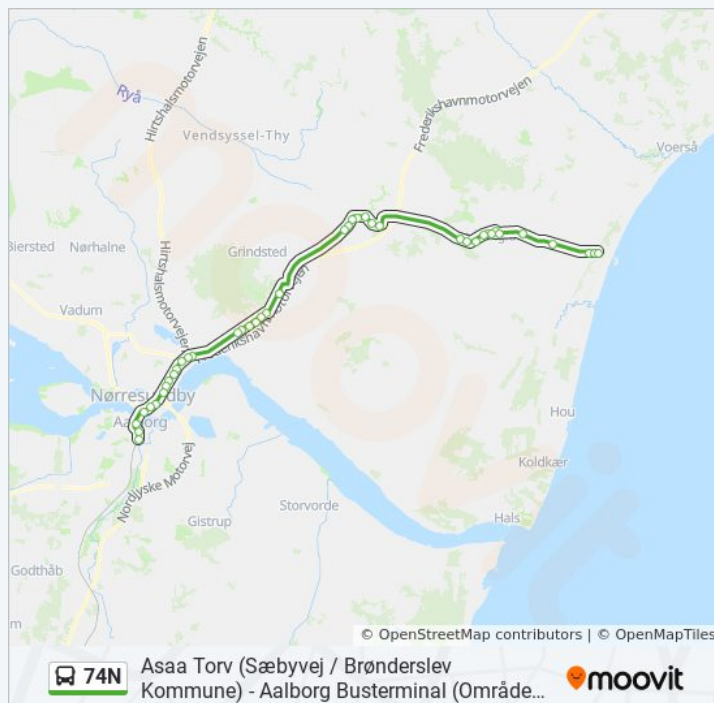 Ryå
Hirtshalsmotorvejen
Frederikshavnmotorvejen
Vendsyssel-Thy
Voerså
Biersted
Nørhalne
Grindsted
Hirtshalsmotorvejen
Vadum
Nørresundby
Aalborg
Hou
Koldkær
Hals
Nordjyske Motorvej
Storvorde
Gistrup
Godthåb
© OpenStreetMap contributors | © OpenMapTiles
74N
Asaa Torv (Sæbyvej / Brønderslev
Kommune) - Aalborg Busterminal (Område...
moovit